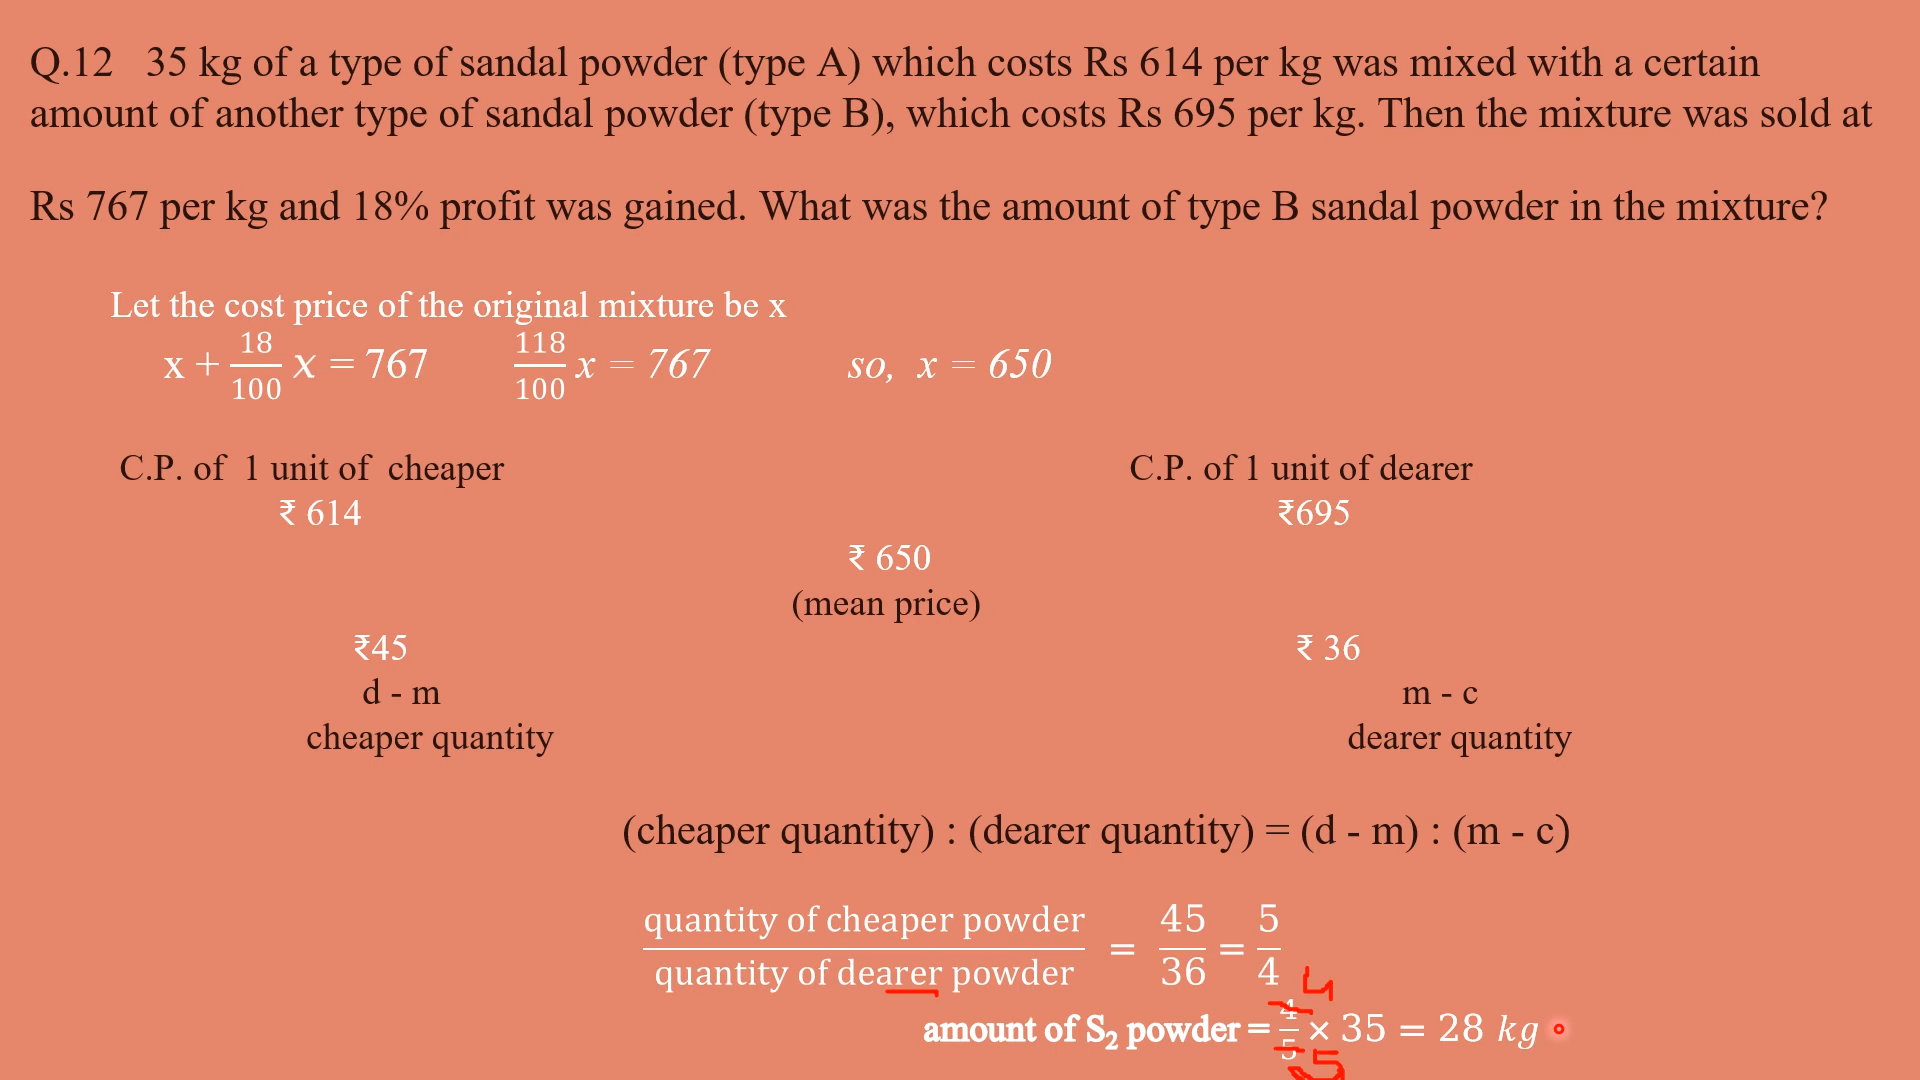 Q.12 35 kg of a type of sandal powder (type A) which costs Rs 614 per kg was mixed with a certain
amount of another type of sandal powder (type B), which costs Rs 695 per kg. Then the mixture was sold at
Rs 767 per kg and 18% profit was gained. What was the amount of type B sandal powder in the mixture?
Let the cost price of the original mixture be x
x + 18/100 x = 767 118/100 x = 767 so, x = 650
C.P. of 1 unit of cheaper C.P. of 1 unit of dearer
₹ 614 ₹695
₹ 650
(mean price)
₹45 ₹ 36
d - m m - c
cheaper quantity dearer quantity
(cheaper quantity) : (dearer quantity) = (d - m) : (m - c)
quantity of cheaper powder / quantity of dearer powder = 45/36 = 5/4
4
amount of S₂ powder = 4/5 × 35 = 28 kg
5